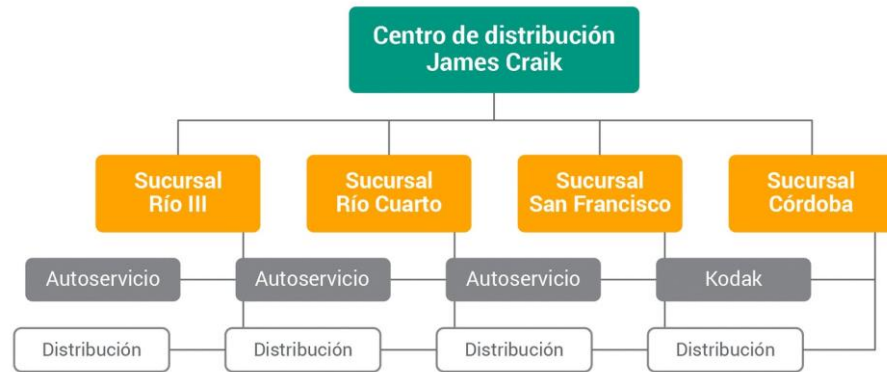 Centro de distribución
James Craik
Sucursal
Río III
Sucursal
Río Cuarto
Sucursal
San Francisco
Sucursal
Córdoba
Autoservicio
Autoservicio
Autoservicio
Kodak
Distribución
Distribución
Distribución
Distribución